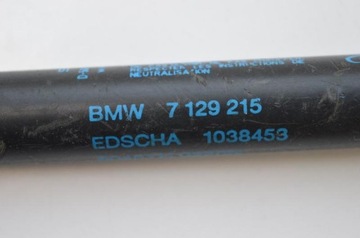 RESPECTER LES INSTRUCTIONS DE
NEUTRALISATION
BMW 7 129 215
EDSCHA 1038453